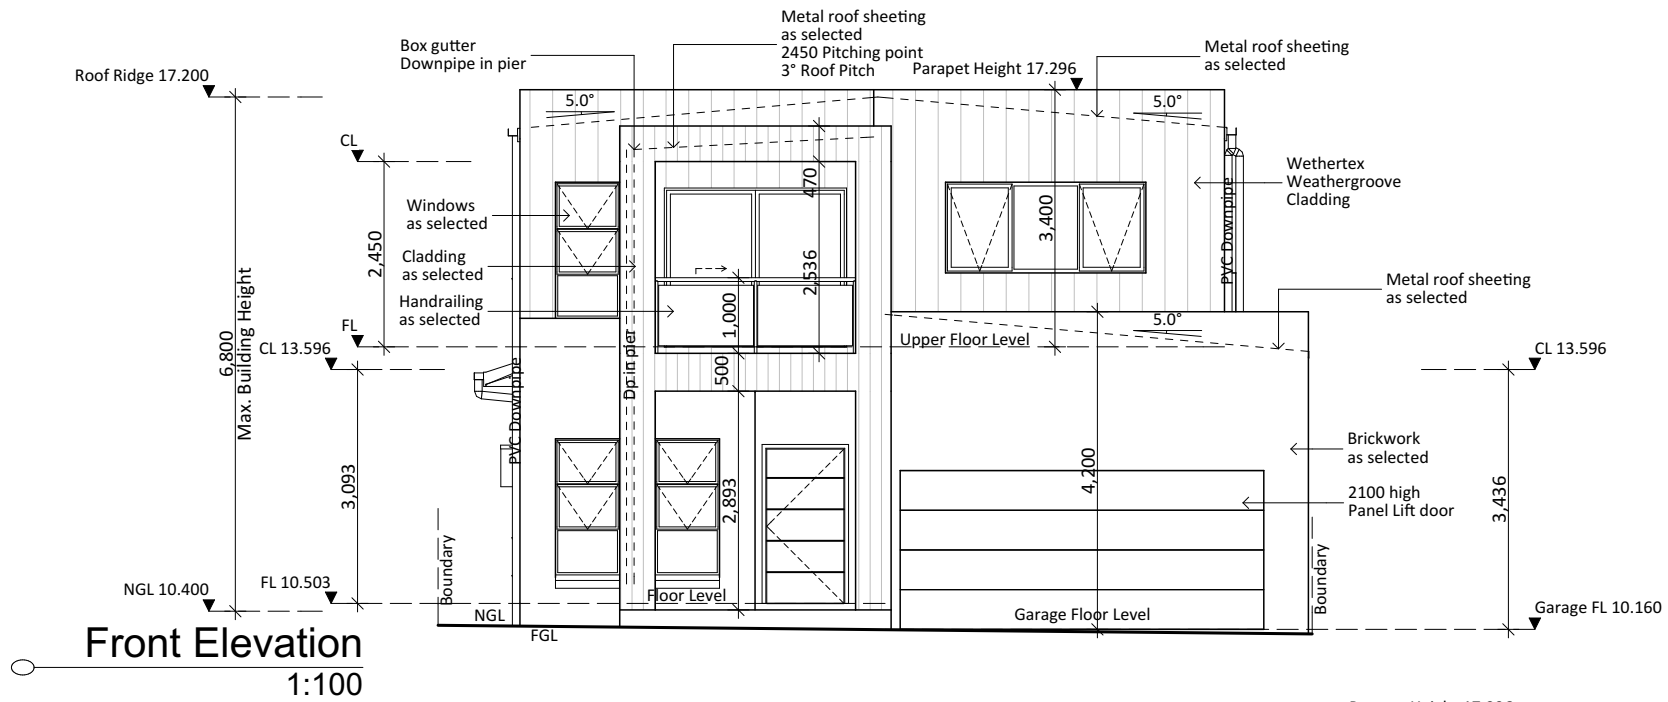 Metal roof sheeting
as selected
2450 Pitching point
3° Roof Pitch
Box gutter
Downpipe in pier
Metal roof sheeting
as selected
Roof Ridge 17.200
Parapet Height 17.296
5.0°
5.0°
CL
470
Wethertex
Weathergroove
Cladding
Windows
as selected
3,400
PVC Downpipe
2,450
Cladding
as selected
2,536
Metal roof sheeting
as selected
Handrailing
as selected
1,000
5.0°
6,800
Max. Building Height
FL
Upper Floor Level
CL 13.596
CL 13.596
Dp in pier
500
PVC Downpipe
Brickwork
as selected
3,093
2,893
4,200
2100 high
Panel Lift door
3,436
Boundary
Boundary
NGL 10.400
FL 10.503
Floor Level
NGL
Garage Floor Level
Garage FL 10.160
FGL
Front Elevation
1:100